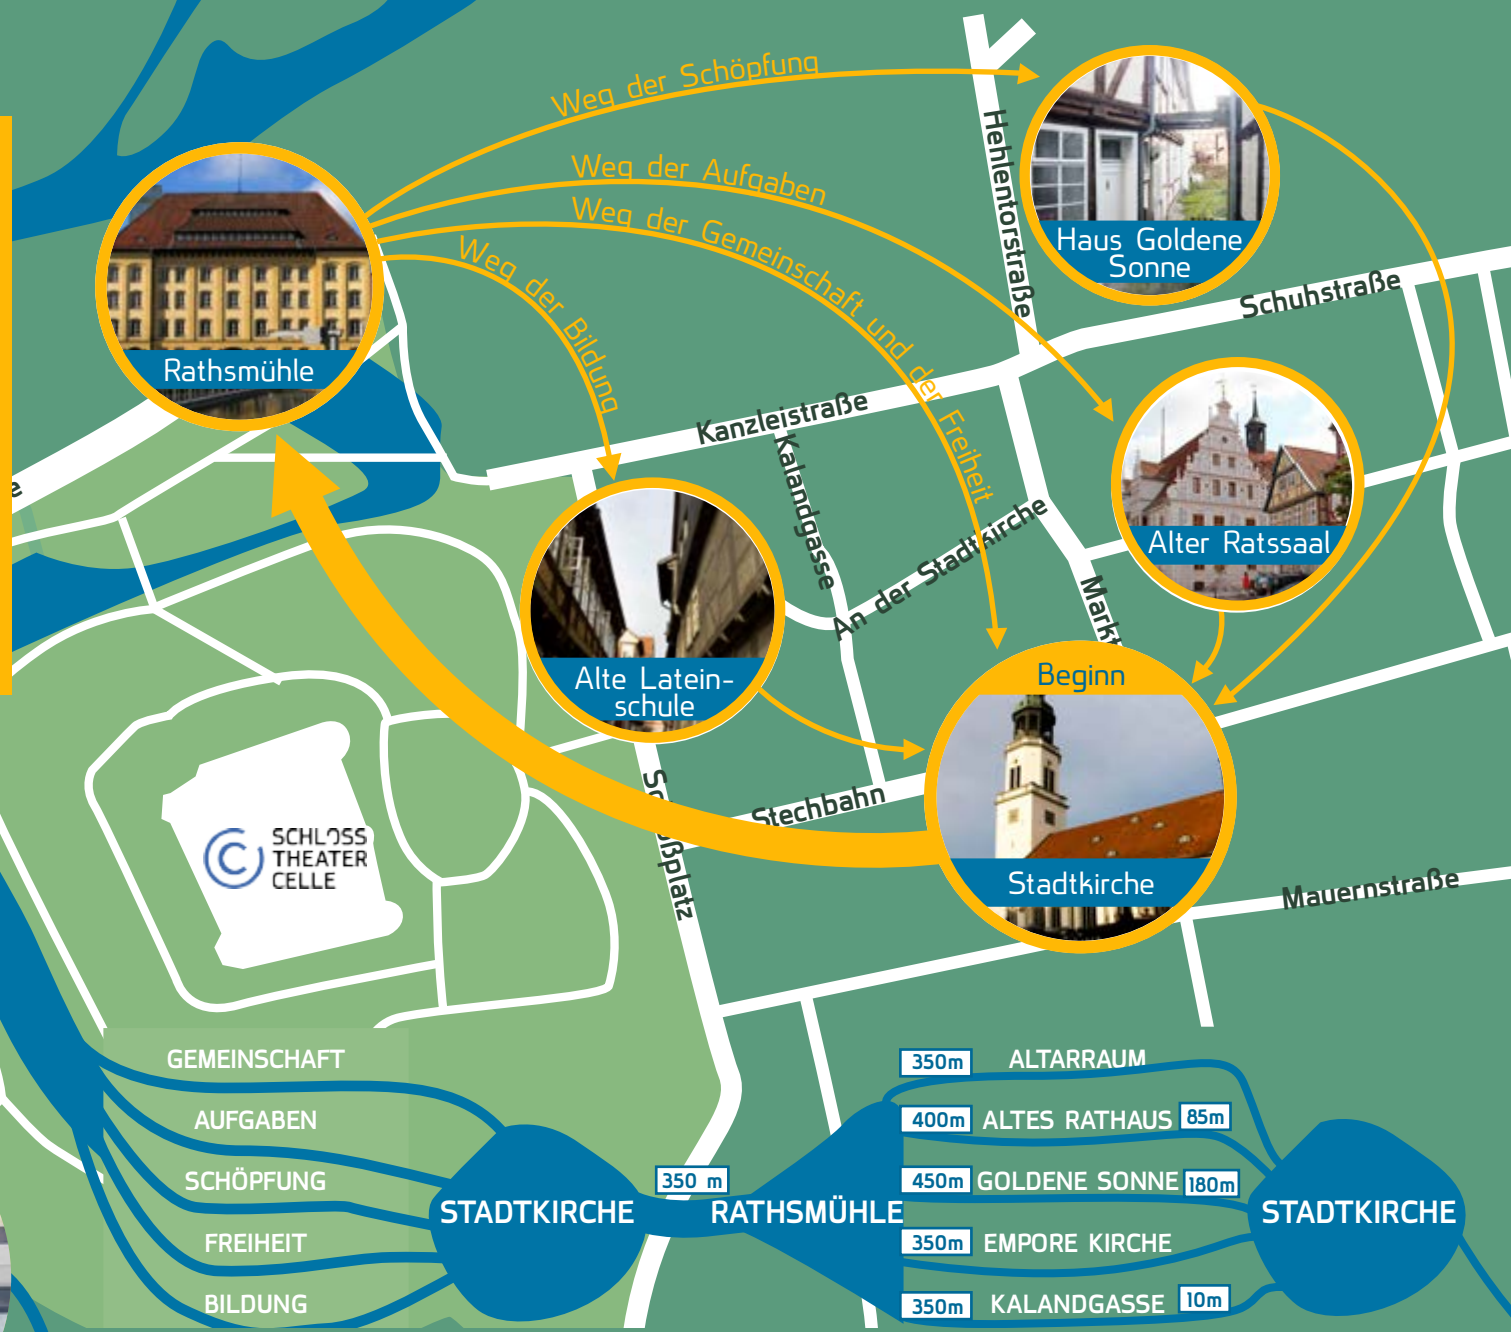 Weg der Schöpfung
Weg der Aufgaben
Weg der Gemeinschaft und der Freiheit
Weg der Bildung
Hehlentorstraße
Haus Goldene
Sonne
Schuhstraße
Rathsmühle
Kanzleistraße
Kalandgasse
An der Stadtkirche
Alter Ratssaal
Markt
e
Alte Latein-
schule
Beginn
Stadtkirche
Stechbahn
Mauernstraße
SCHLOSS
THEATER
CELLE
GEMEINSCHAFT
AUFGABEN
SCHÖPFUNG
FREIHEIT
BILDUNG
STADTKIRCHE
350 m
RATHSMÜHLE
350m ALTARRAUM
400m ALTES RATHAUS 85m
450m GOLDENE SONNE 180m
350m EMPORE KIRCHE
350m KALANDGASSE 10m
STADTKIRCHE